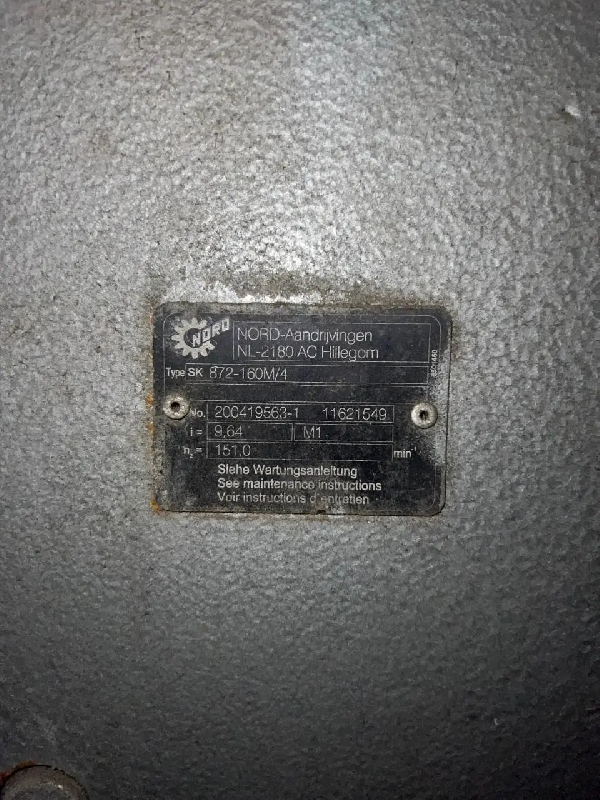 NORD
NORD-Aandrijvingen
NL-2180 AC Hillegom
Type SK 872-160M/4
No. 200419563-1 11621549
i = 9,64 M1
n₂ = 151,0 min⁻¹
Siehe Wartungsanleitung
See maintenance instructions
Voir instructions d'entretien